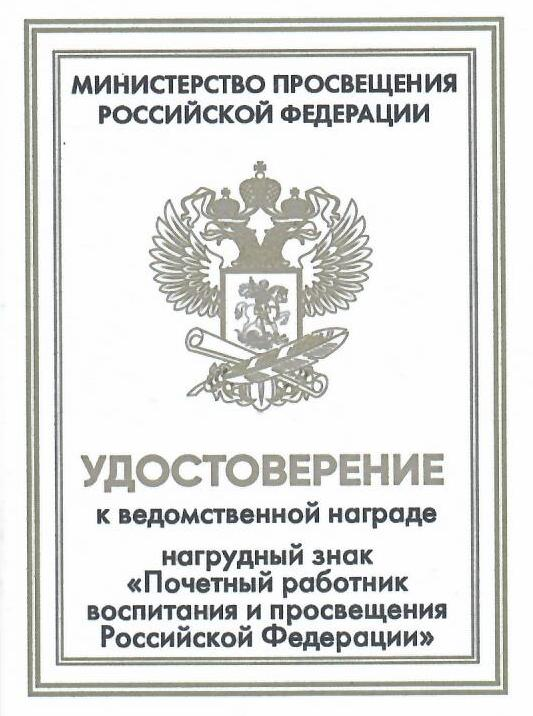 МИНИСТЕРСТВО ПРОСВЕЩЕНИЯ
РОССИЙСКОЙ ФЕДЕРАЦИИ
УДОСТОВЕРЕНИЕ
к ведомственной награде
нагрудный знак
«Почетный работник
воспитания и просвещения
Российской Федерации»